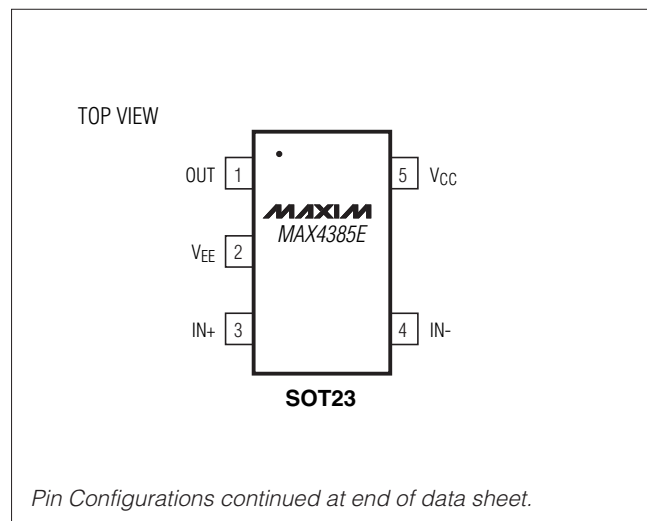 TOP VIEW
OUT 1
5 VCC
MAXIM
MAX4385E
VEE 2
IN+ 3
4 IN-
SOT23
Pin Configurations continued at end of data sheet.